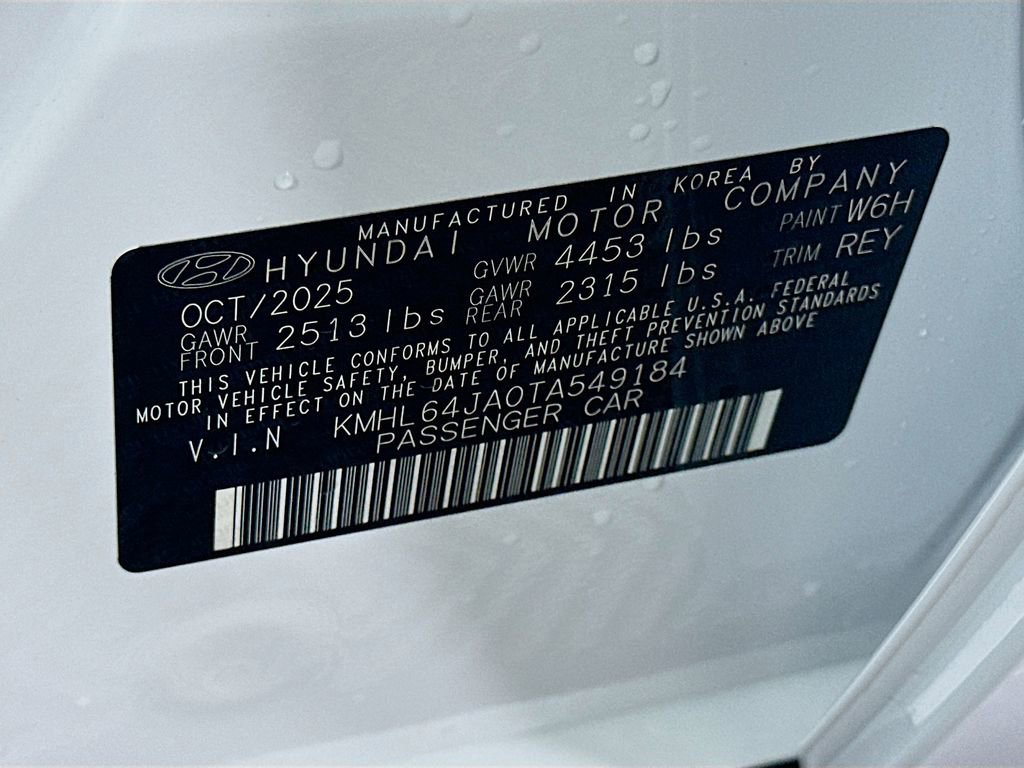 MANUFACTURED IN KOREA BY
HYUNDAI MOTOR COMPANY
OCT/2025 GVWR 4453 lbs PAINT W6H
GAWR FRONT 2513 lbs GAWR REAR 2315 lbs TRIM REY
THIS VEHICLE CONFORMS TO ALL APPLICABLE U.S.A. FEDERAL
MOTOR VEHICLE SAFETY, BUMPER, AND THEFT PREVENTION STANDARDS
IN EFFECT ON THE DATE OF MANUFACTURE SHOWN ABOVE
V.I.N KMHL64JA0TA549184
PASSENGER CAR